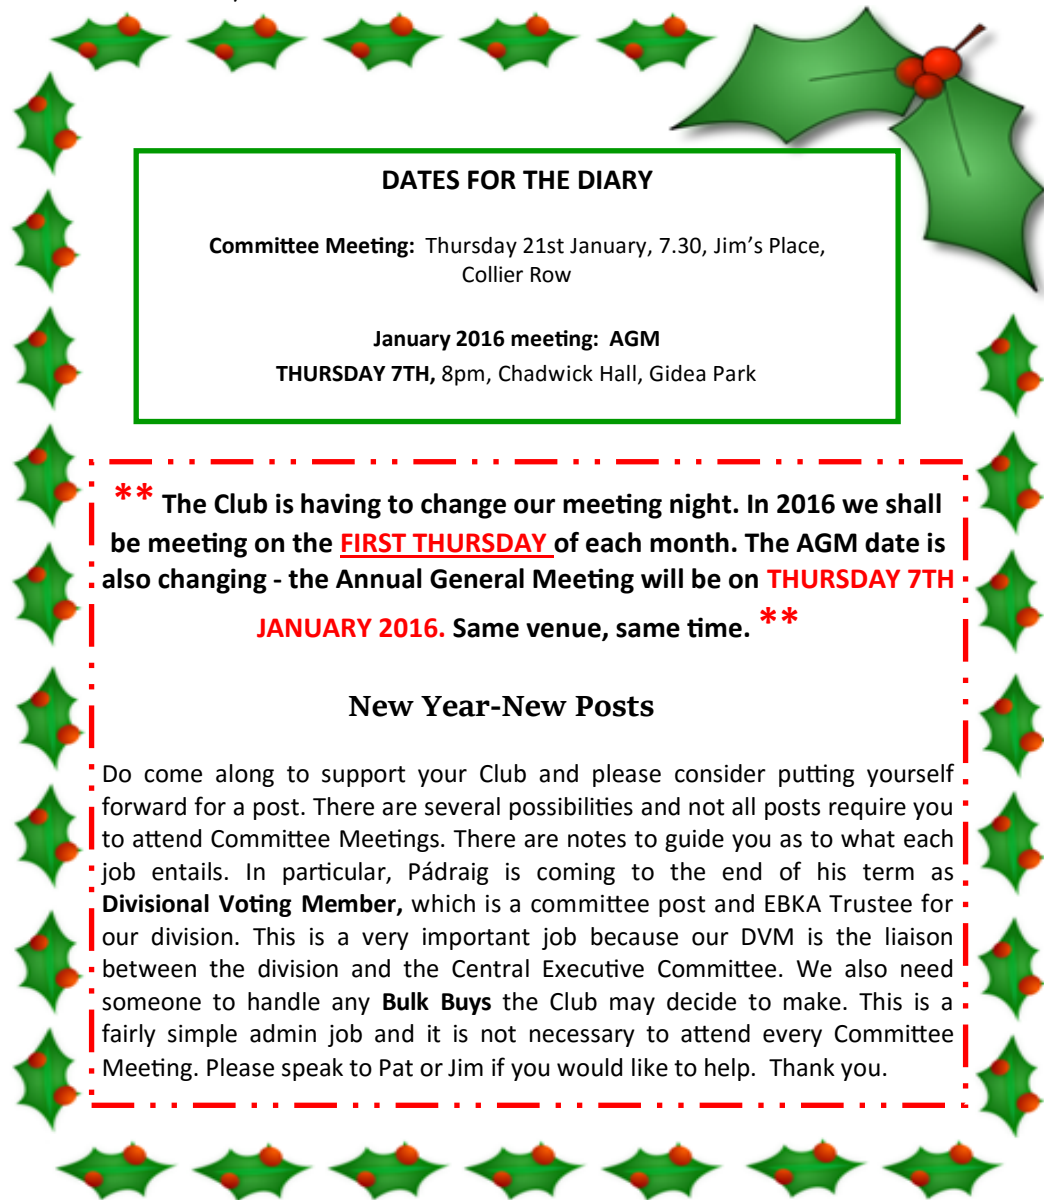 DATES FOR THE DIARY
Committee Meeting:  Thursday 21st January, 7.30, Jim’s Place,
Collier Row
January 2016 meeting:  AGM
THURSDAY 7TH, 8pm, Chadwick Hall, Gidea Park
** The Club is having to change our meeting night. In 2016 we shall
be meeting on the FIRST THURSDAY of each month. The AGM date is
also changing - the Annual General Meeting will be on THURSDAY 7TH
JANUARY 2016. Same venue, same time. **
New Year-New Posts
Do come along to support your Club and please consider putting yourself
forward for a post. There are several possibilities and not all posts require you
to attend Committee Meetings. There are notes to guide you as to what each
job entails. In particular, Pádraig is coming to the end of his term as
Divisional Voting Member, which is a committee post and EBKA Trustee for
our division. This is a very important job because our DVM is the liaison
between the division and the Central Executive Committee. We also need
someone to handle any Bulk Buys the Club may decide to make. This is a
fairly simple admin job and it is not necessary to attend every Committee
Meeting. Please speak to Pat or Jim if you would like to help.  Thank you.